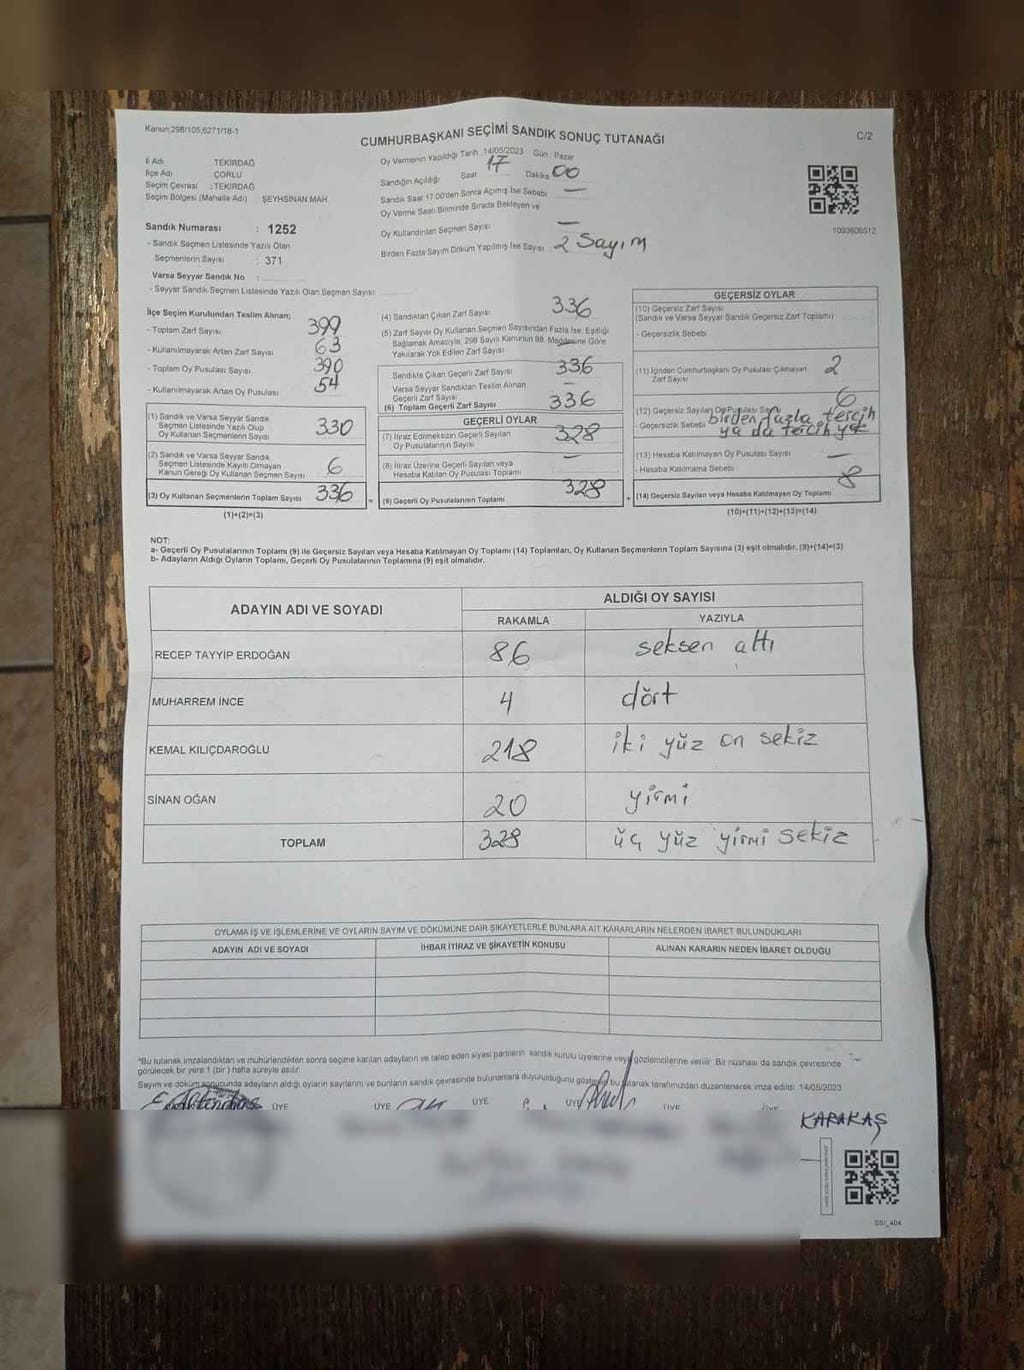 Kanun:298/105,6271/18-1
CUMHURBAŞKANI SEÇİMİ SANDIK SONUÇ TUTANAĞI
C/2
İl Adı : TEKİRDAĞ
İlçe Adı : ÇORLU
Seçim Çevresi : TEKİRDAĞ
Seçim Bölgesi (Mahalle Adı) : ŞEYHSİNAN MAH.
Oy Vermenin Yapıldığı Tarih 14/05/2023 Gün Pazar
Sandığın Açıldığı Saat 17 Dakika 00
Sandık Saat 17:00'den Sonra Açılmış İse Sebebi —
Oy Verme Saati Bitiminde Sırada Bekleyen ve
Oy Kullandırılan Seçmen Sayısı —
Birden Fazla Sayım Döküm Yapılmış İse Sayısı 2 Sayım
1093606512
Sandık Numarası : 1252
- Sandık Seçmen Listesinde Yazılı Olan
Seçmenlerin Sayısı : 371
Varsa Seyyar Sandık No :
- Seyyar Sandık Seçmen Listesinde Yazılı Olan Seçmen Sayısı:
İlçe Seçim Kurulundan Teslim Alınan;
- Toplam Zarf Sayısı 399
- Kullanılmayarak Artan Zarf Sayısı 63
- Toplam Oy Pusulası Sayısı 390
- Kullanılmayarak Artan Oy Pusulası 54
(1) Sandık ve Varsa Seyyar Sandık
Seçmen Listesinde Yazılı Olup
Oy Kullanan Seçmenlerin Sayısı 330
(2) Sandık ve Varsa Seyyar Sandık
Seçmen Listesinde Kayıtlı Olmayan
Kanun Gereği Oy Kullanan Seçmen Sayısı 6
(3) Oy Kullanan Seçmenlerin Toplam Sayısı 336
(1)+(2)=(3)
(4) Sandıktan Çıkan Zarf Sayısı 336
(5) Zarf Sayısı Oy Kullanan Seçmen Sayısından Fazla İse, Eşitliği
Sağlamak Amacıyla, 298 Sayılı Kanunun 98. Maddesine Göre
Yakılarak Yok Edilen Zarf Sayısı
Sandıkta Çıkan Geçerli Zarf Sayısı 336
Varsa Seyyar Sandıktan Teslim Alınan
Geçerli Zarf Sayısı —
(6) Toplam Geçerli Zarf Sayısı 336
GEÇERLİ OYLAR
(7) İtiraz Edilmeksizin Geçerli Sayılan
Oy Pusulalarının Sayısı 328
(8) İtiraz Üzerine Geçerli Sayılan veya
Hesaba Katılan Oy Pusulaları Toplamı —
= (9) Geçerli Oy Pusulalarının Toplamı 328
GEÇERSİZ OYLAR
(10) Geçersiz Zarf Sayısı
(Sandık ve Varsa Seyyar Sandık Geçersiz Zarf Toplamı)
- Geçersizlik Sebebi
(11) İçinden Cumhurbaşkanı Oy Pusulası Çıkmayan
Zarf Sayısı 2
(12) Geçersiz Sayılan Oy Pusulası Sayısı 6
- Geçersizlik Sebebi birden fazla tercih
ya da tercih yok
(13) Hesaba Katılmayan Oy Pusulası Sayısı —
- Hesaba Katılmama Sebebi
+ (14) Geçersiz Sayılan veya Hesaba Katılmayan Oy Toplamı 8
(10)+(11)+(12)+(13)=(14)
NOT:
a- Geçerli Oy Pusulalarının Toplamı (9) ile Geçersiz Sayılan veya Hesaba Katılmayan Oy Toplamı (14) Toplamları, Oy Kullanan Seçmenlerin Toplam Sayısına (3) eşit olmalıdır. (9)+(14)=(3)
b- Adayların Aldığı Oyların Toplamı, Geçerli Oy Pusulalarının Toplamına (9) eşit olmalıdır.
ADAYIN ADI VE SOYADI
ALDIĞI OY SAYISI
RAKAMLA YAZIYLA
RECEP TAYYİP ERDOĞAN 86 seksen altı
MUHARREM İNCE 4 dört
KEMAL KILIÇDAROĞLU 218 iki yüz on sekiz
SİNAN OĞAN 20 yirmi
TOPLAM 328 üç yüz yirmi sekiz
OYLAMA İŞ VE İŞLEMLERİNE VE OYLARIN SAYIM VE DÖKÜMÜNE DAİR ŞİKAYETLERLE BUNLARA AİT KARARLARIN NELERDEN İBARET BULUNDUKLARI
ADAYIN ADI VE SOYADI İHBAR İTİRAZ VE ŞİKAYETİN KONUSU ALINAN KARARIN NEDEN İBARET OLDUĞU
*Bu tutanak imzalandıktan ve mühürlendikten sonra seçime katılan adayların ve talep eden siyasi partilerin sandık kurulu üyelerine veya gözlemcilerine verilir. Bir nüshası da sandık çevresinde
görülecek bir yere 1 (bir) hafta süreyle asılır.
Sayım ve döküm sonucunda adayların aldığı oyların sayılarını ve bunların sandık çevresinde bulunanlara duyurulduğunu gösteren bu tutanak tarafımızdan düzenlenerek imza edildi. 14/05/2023
ÜYE ÜYE ÜYE ÜYE ÜYE ÜYE
KARAKAŞ
SSI_404